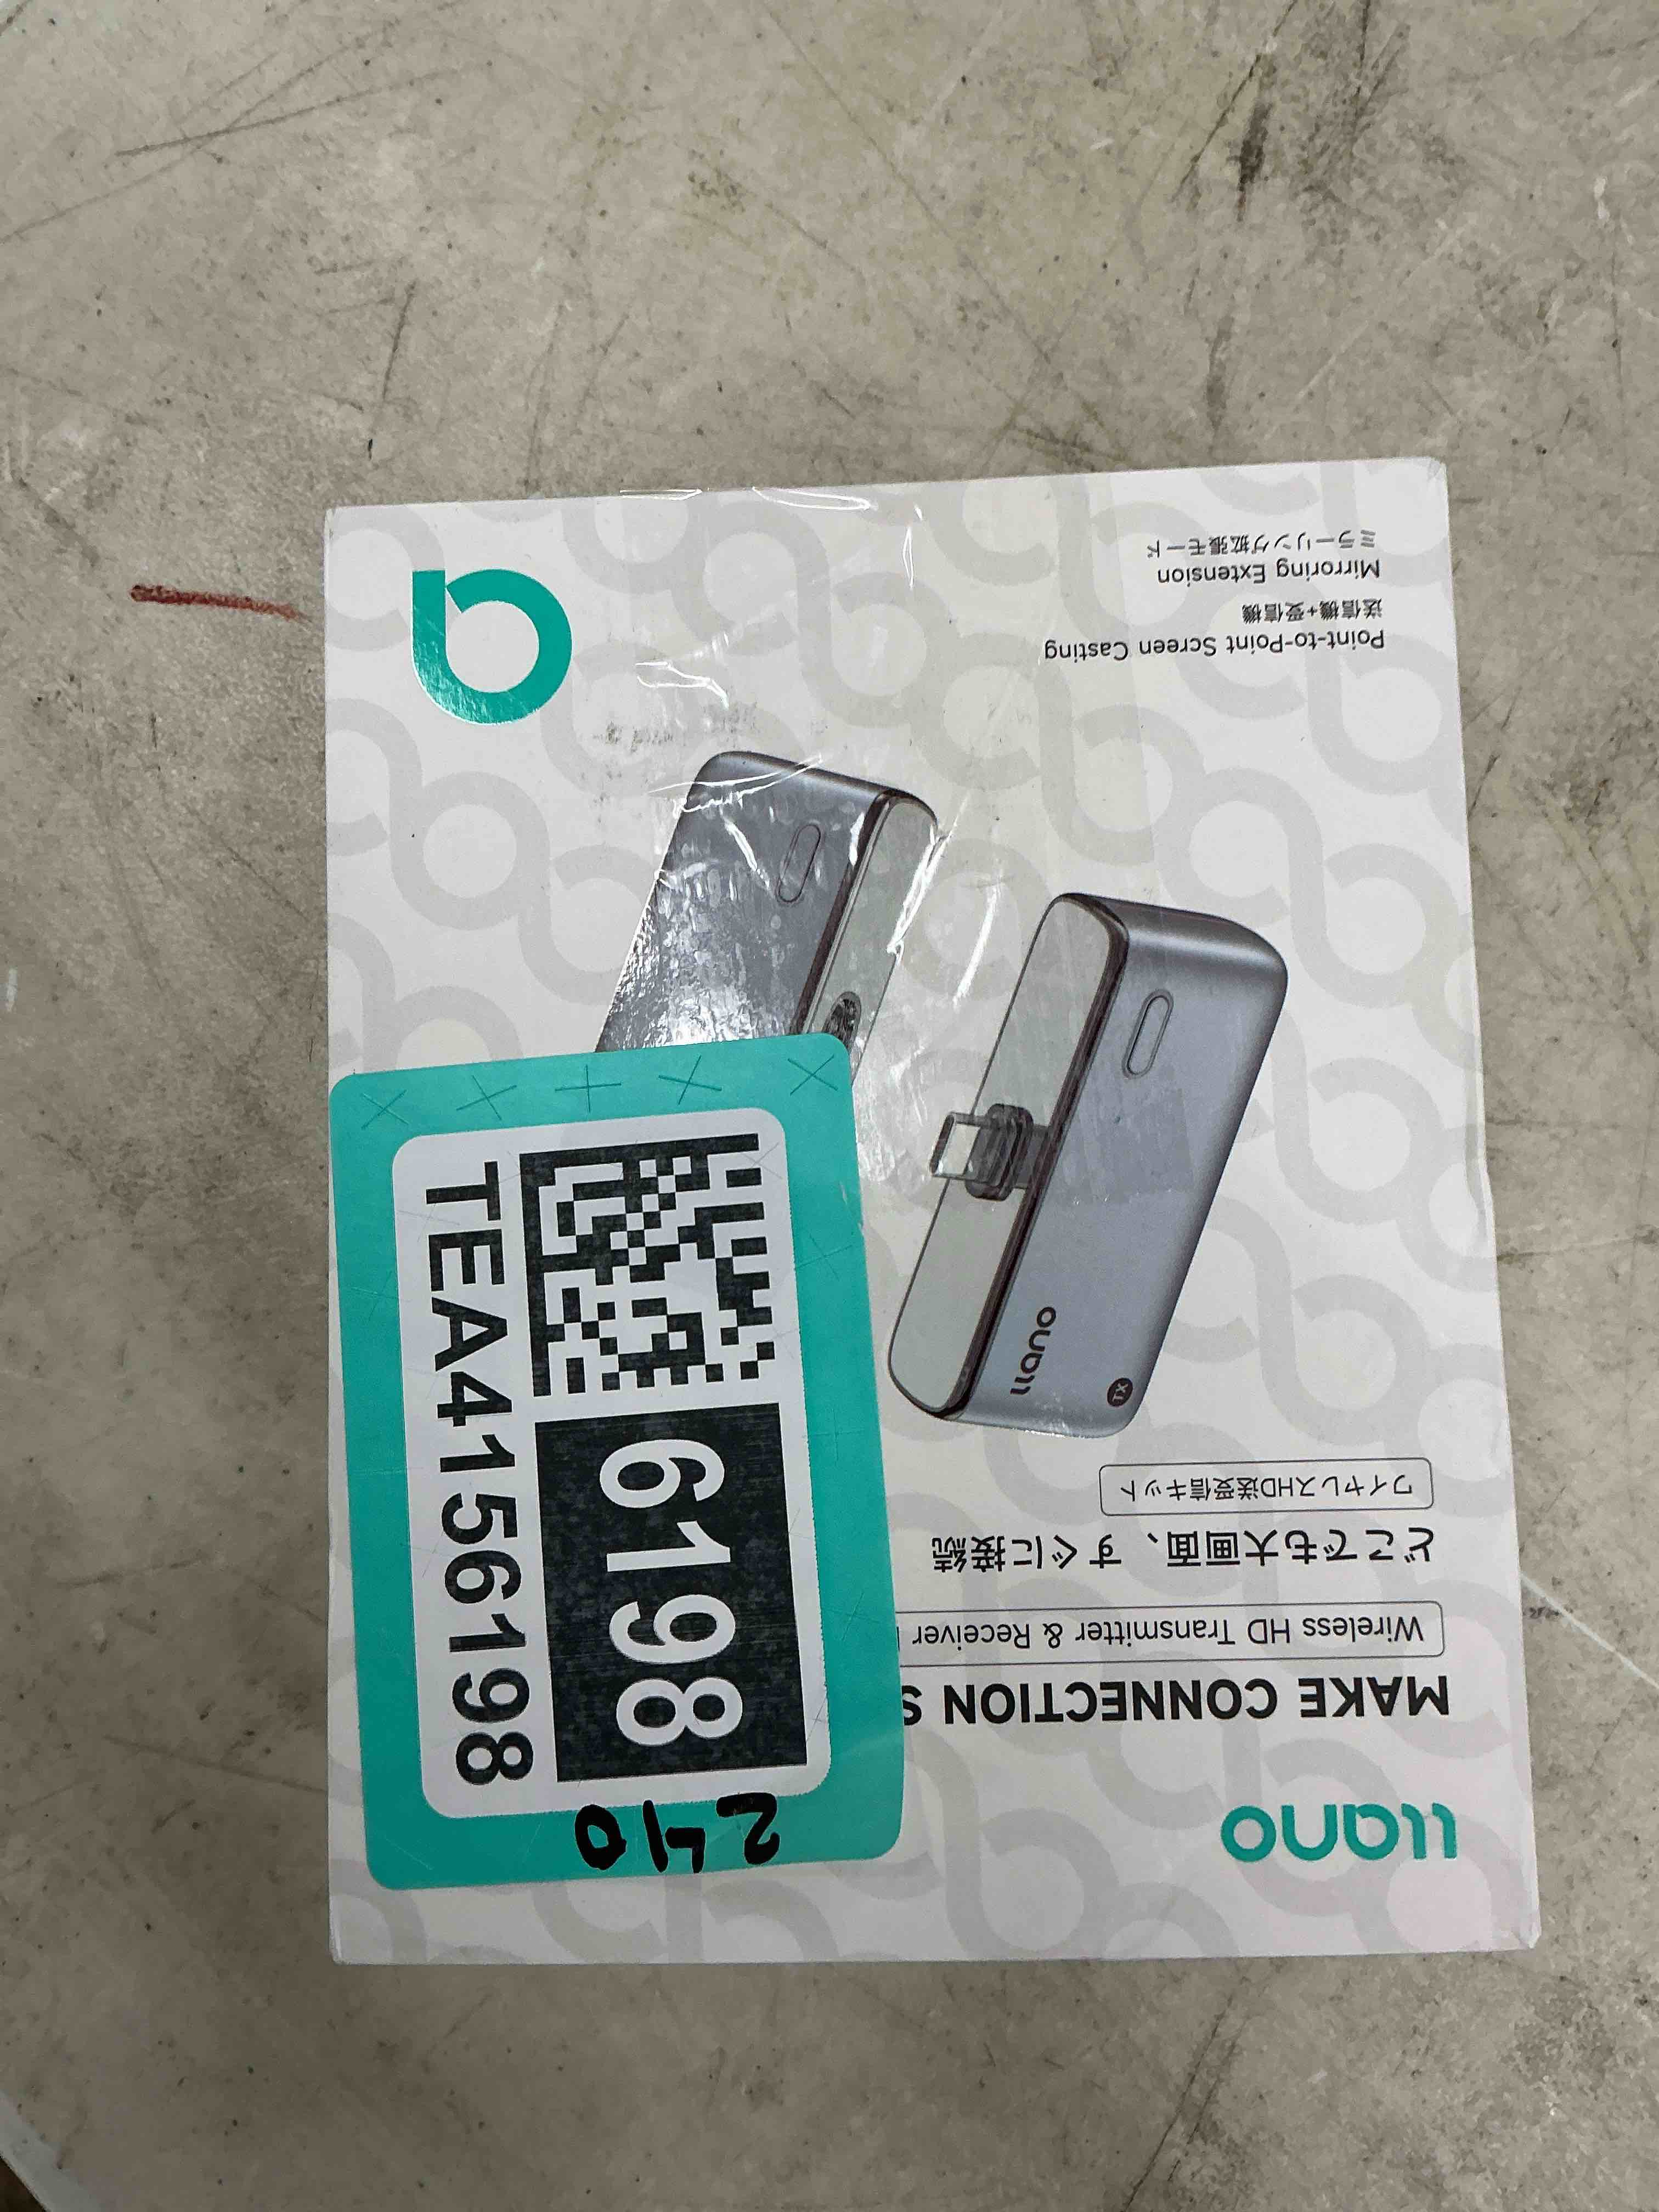 llano
MAKE CONNECTION S
Wireless HD Transmitter & Receiver
どこでも大画面、すぐに接続
ワイヤレスHD送受信キット
llano
TX
Point-to-Point Screen Casting
送信機+受信機
Mirroring Extension
ミラーリング拡張モード
6198
TEA4156198
240